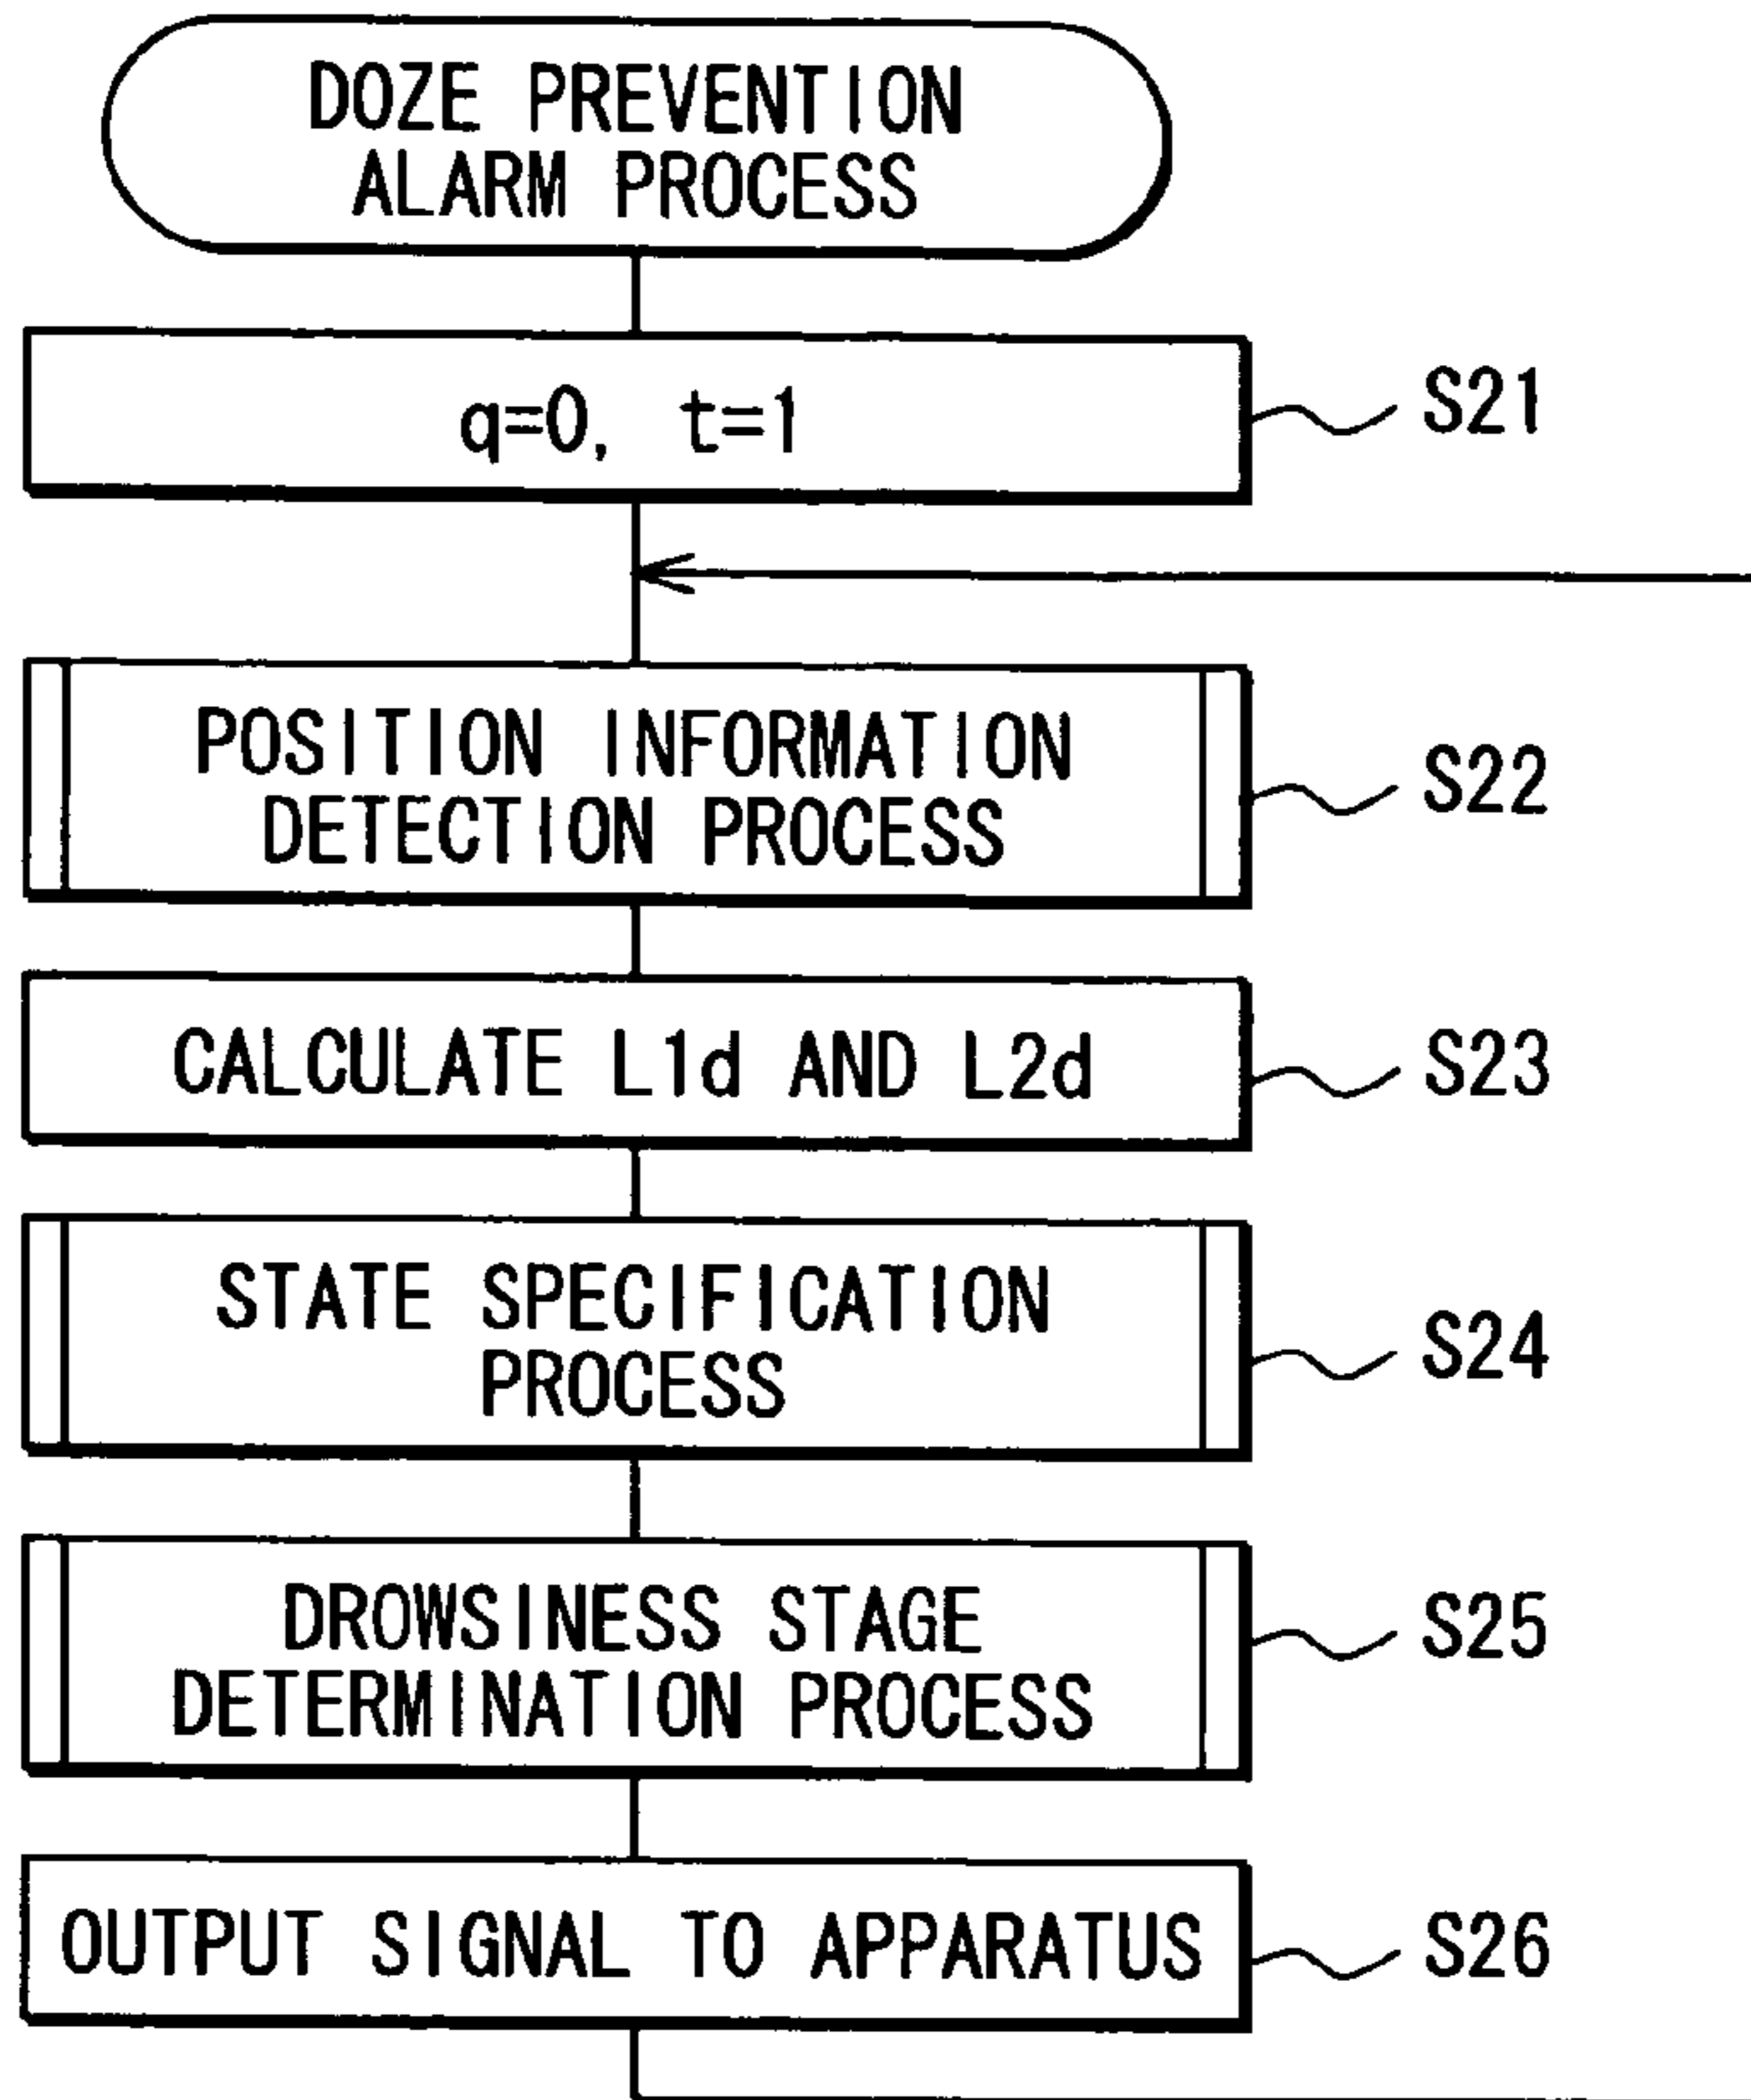 DOZE PREVENTION
ALARM PROCESS
q=0, t=1
S21
POSITION INFORMATION
DETECTION PROCESS
S22
CALCULATE L1d AND L2d
S23
STATE SPECIFICATION
PROCESS
S24
DROWSINESS STAGE
DETERMINATION PROCESS
S25
OUTPUT SIGNAL TO APPARATUS
S26